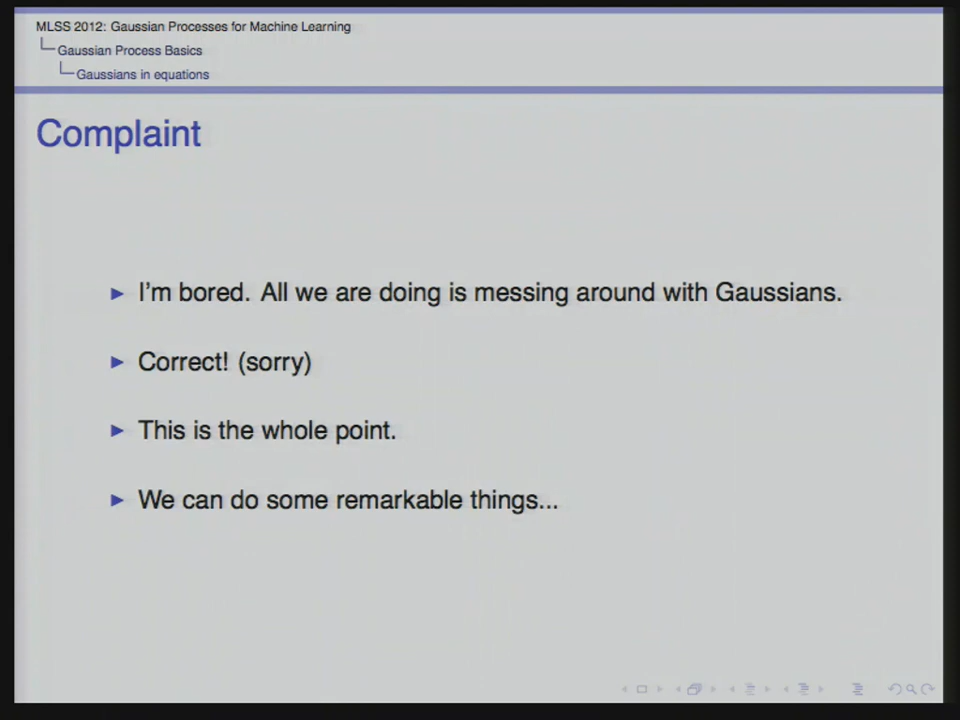 MLSS 2012: Gaussian Processes for Machine Learning
Gaussian Process Basics
Gaussians in equations
Complaint
I'm bored. All we are doing is messing around with Gaussians.
Correct! (sorry)
This is the whole point.
We can do some remarkable things...